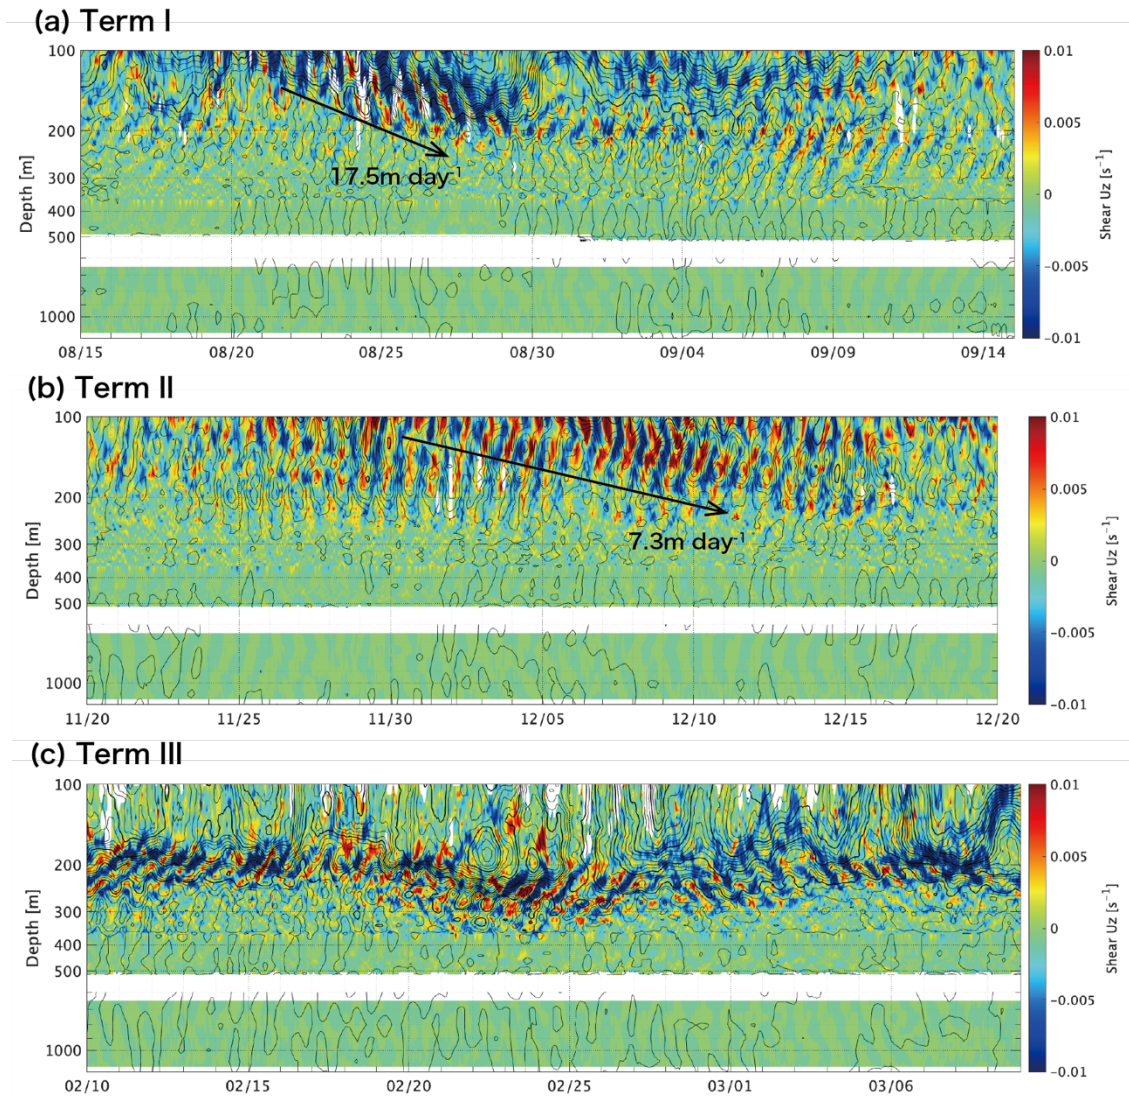 (a) Term I
100
200
300
400
500
1000
Depth [m]
17.5m day-1
08/15 08/20 08/25 08/30 09/04 09/09 09/14
0.01
0.005
0
−0.005
−0.01
Shear Uz [s−1]
(b) Term II
100
200
300
400
500
1000
Depth [m]
7.3m day-1
11/20 11/25 11/30 12/05 12/10 12/15 12/20
0.01
0.005
0
−0.005
−0.01
Shear Uz [s−1]
(c) Term III
100
200
300
400
500
1000
Depth [m]
02/10 02/15 02/20 02/25 03/01 03/06
0.01
0.005
0
−0.005
−0.01
Shear Uz [s−1]